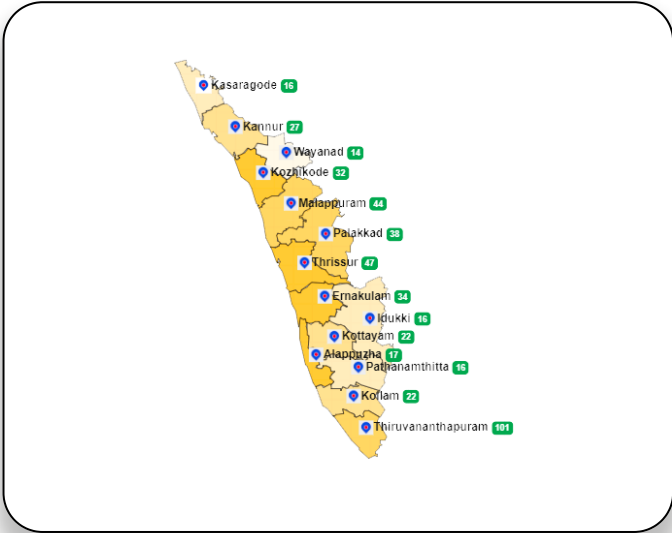 Kasaragode 16
Kannur 27
Wayanad 14
Kozhikode 32
Malappuram 44
Palakkad 38
Thrissur 47
Ernakulam 34
Idukki 16
Kottayam 22
Alappuzha 17
Pathanamthitta 16
Kollam 22
Thiruvananthapuram 101